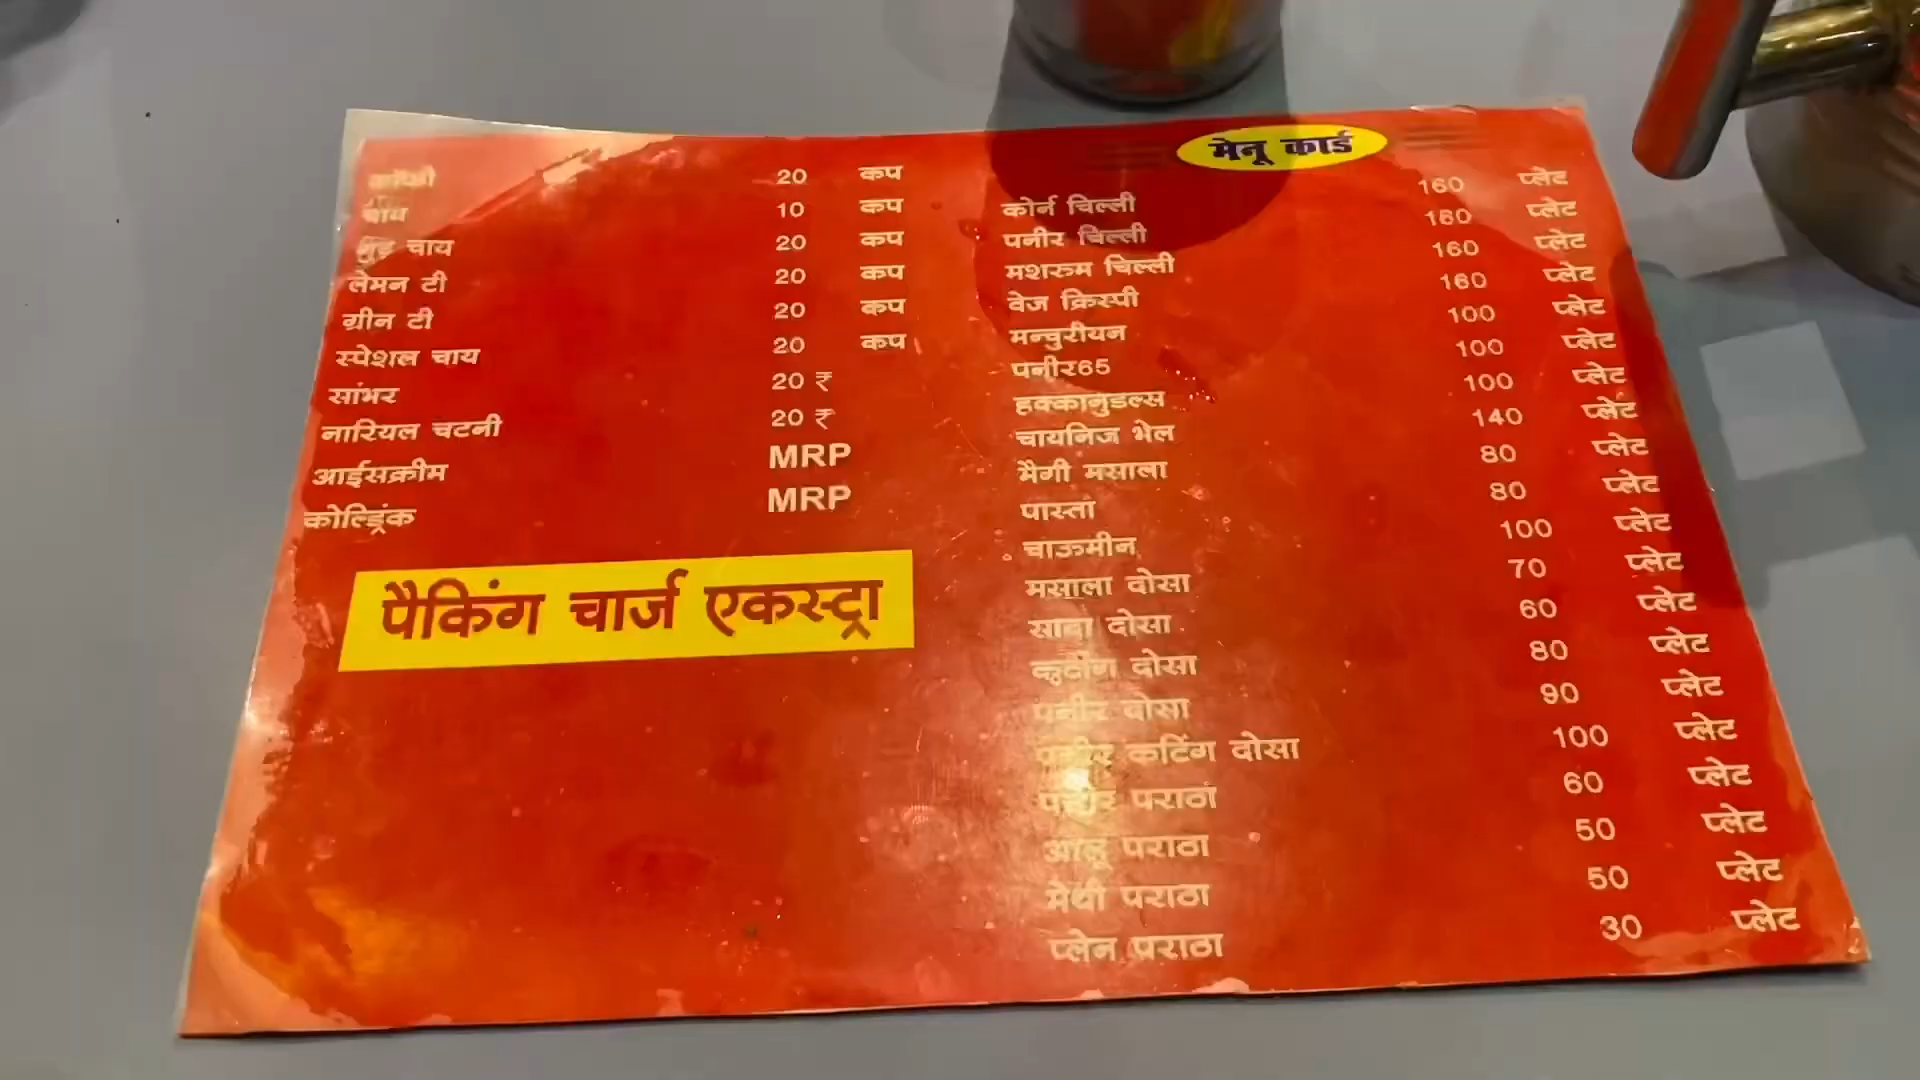 मेनू कार्ड
कॉफी 20 कप
चाय 10 कप
गुड़ चाय 20 कप
लेमन टी 20 कप
ग्रीन टी 20 कप
स्पेशल चाय 20 कप
सांभर 20 ₹
नारियल चटनी 20 ₹
आईसक्रीम MRP
कोल्ड्रिंक MRP
पैकिंग चार्ज एकस्ट्रा
कोर्न चिल्ली 160 प्लेट
पनीर चिल्ली 180 प्लेट
मशरुम चिल्ली 160 प्लेट
वेज क्रिस्पी 160 प्लेट
मन्चुरीयन 100 प्लेट
पनीर65 100 प्लेट
हक्कानुडल्स 100 प्लेट
चायनिज भेल 140 प्लेट
मैगी मसाला 80 प्लेट
पास्ता 80 प्लेट
चाऊमीन 100 प्लेट
मसाला दोसा 70 प्लेट
सादा दोसा 60 प्लेट
कटींग दोसा 80 प्लेट
पनीर दोसा 90 प्लेट
पनीर कटिंग दोसा 100 प्लेट
पनीर पराठा 60 प्लेट
आलू पराठा 50 प्लेट
मेथी पराठा 50 प्लेट
प्लेन पराठा 30 प्लेट